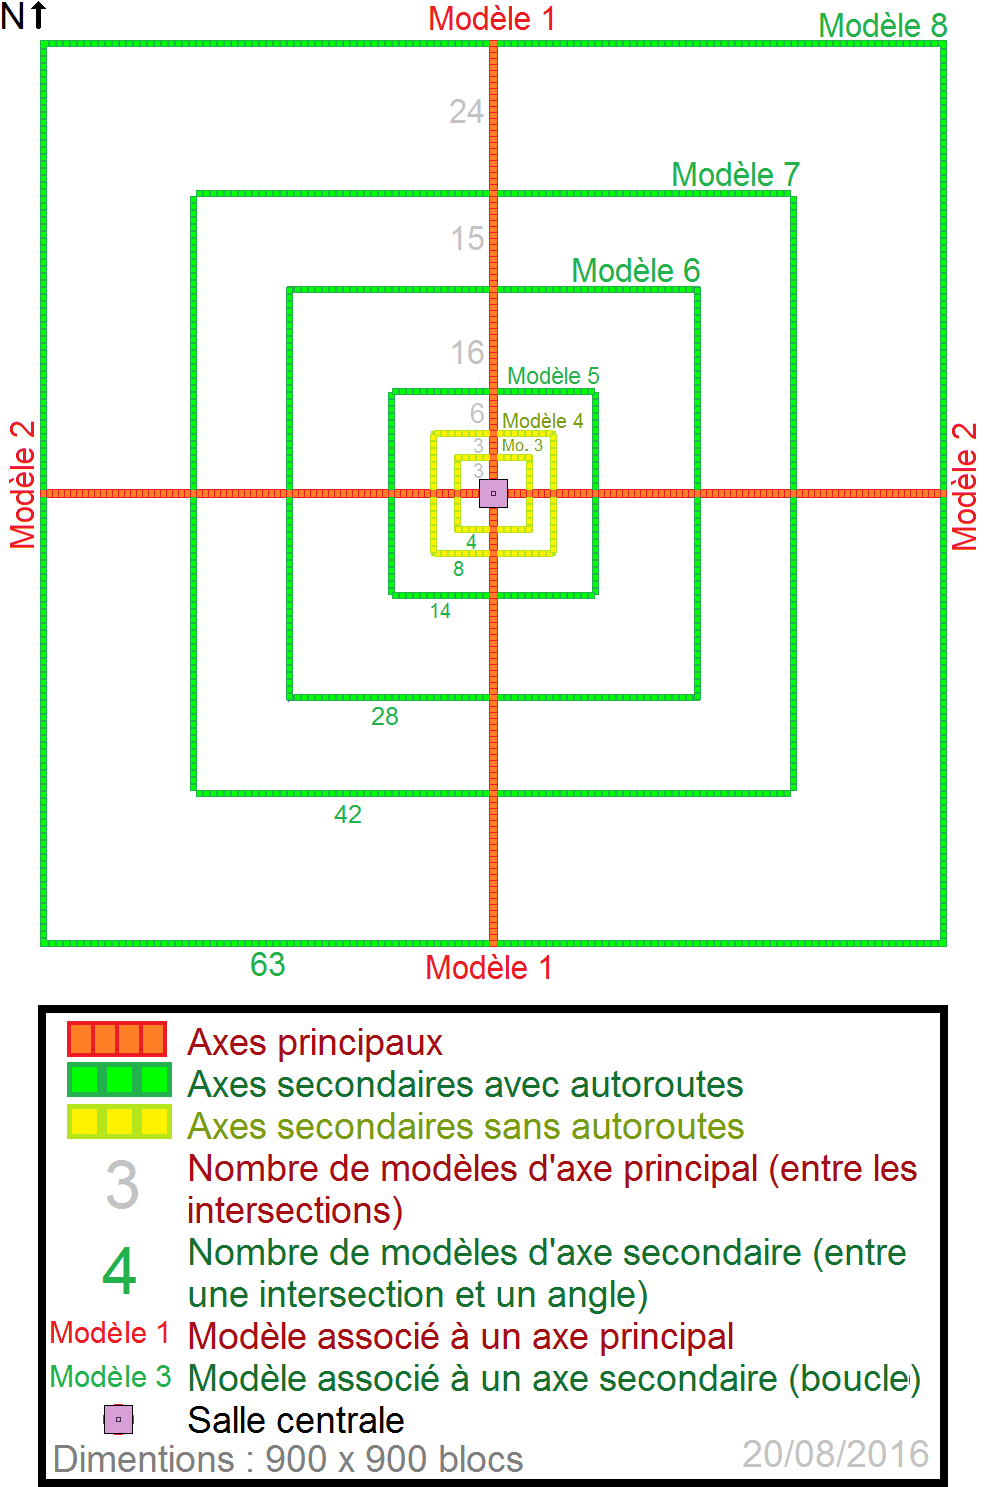 N
Modèle 1
Modèle 8
24
Modèle 7
15
Modèle 6
16
Modèle 5
6
Modèle 4
3
Mo. 3
3
Modèle 2
Modèle 2
4
8
14
28
42
63
Modèle 1
Axes principaux
Axes secondaires avec autoroutes
Axes secondaires sans autoroutes
3
Nombre de modèles d'axe principal (entre les
intersections)
4
Nombre de modèles d'axe secondaire (entre
une intersection et un angle)
Modèle 1
Modèle associé à un axe principal
Modèle 3
Modèle associé à un axe secondaire (boucle)
Salle centrale
Dimentions : 900 x 900 blocs
20/08/2016